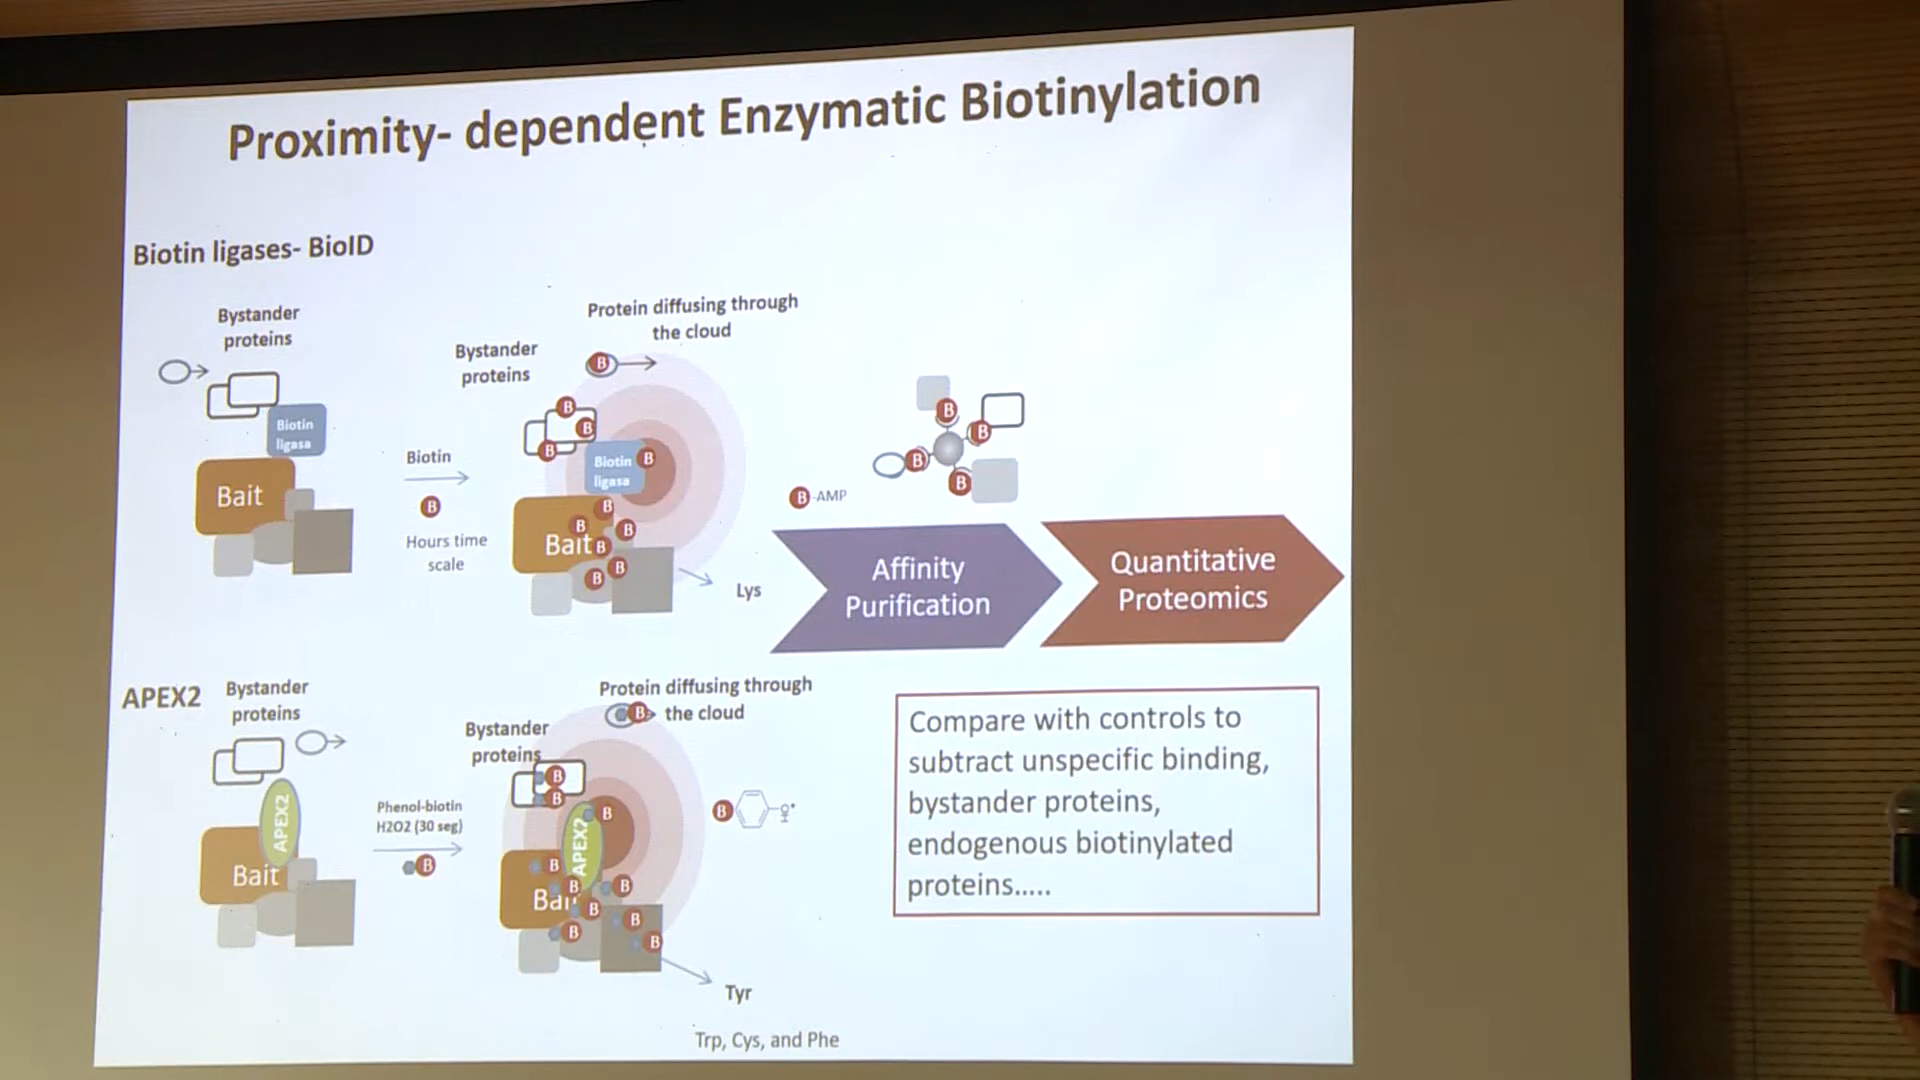 Proximity- dependent Enzymatic Biotinylation
Biotin ligases- BioID
Bystander
proteins
Biotin
ligasa
Bait
Biotin
B
Hours time
scale
Bystander
proteins
Protein diffusing through
the cloud
B
B
B
B
Biotin
ligasa
B
B
B
B
Bait
B
B
B
Lys
B
B
B
B
B-AMP
Affinity
Purification
Quantitative
Proteomics
APEX2
Bystander
proteins
APEX2
Bait
Phenol-biotin
H2O2 (30 seg)
B
Bystander
proteins
Protein diffusing through
B the cloud
B
B
B
APEX2
B
B
B
Bait
B
B
B
B
Tyr
Trp, Cys, and Phe
B
Compare with controls to
subtract unspecific binding,
bystander proteins,
endogenous biotinylated
proteins.....